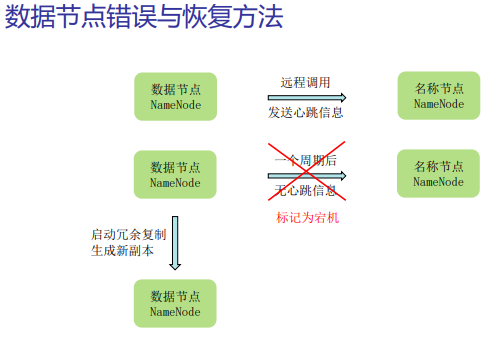 数据节点错误与恢复方法
数据节点
NameNode
远程调用
发送心跳信息
名称节点
NameNode
数据节点
NameNode
一个周期后
无心跳信息
标记为宕机
名称节点
NameNode
启动冗余复制
生成新副本
数据节点
NameNode